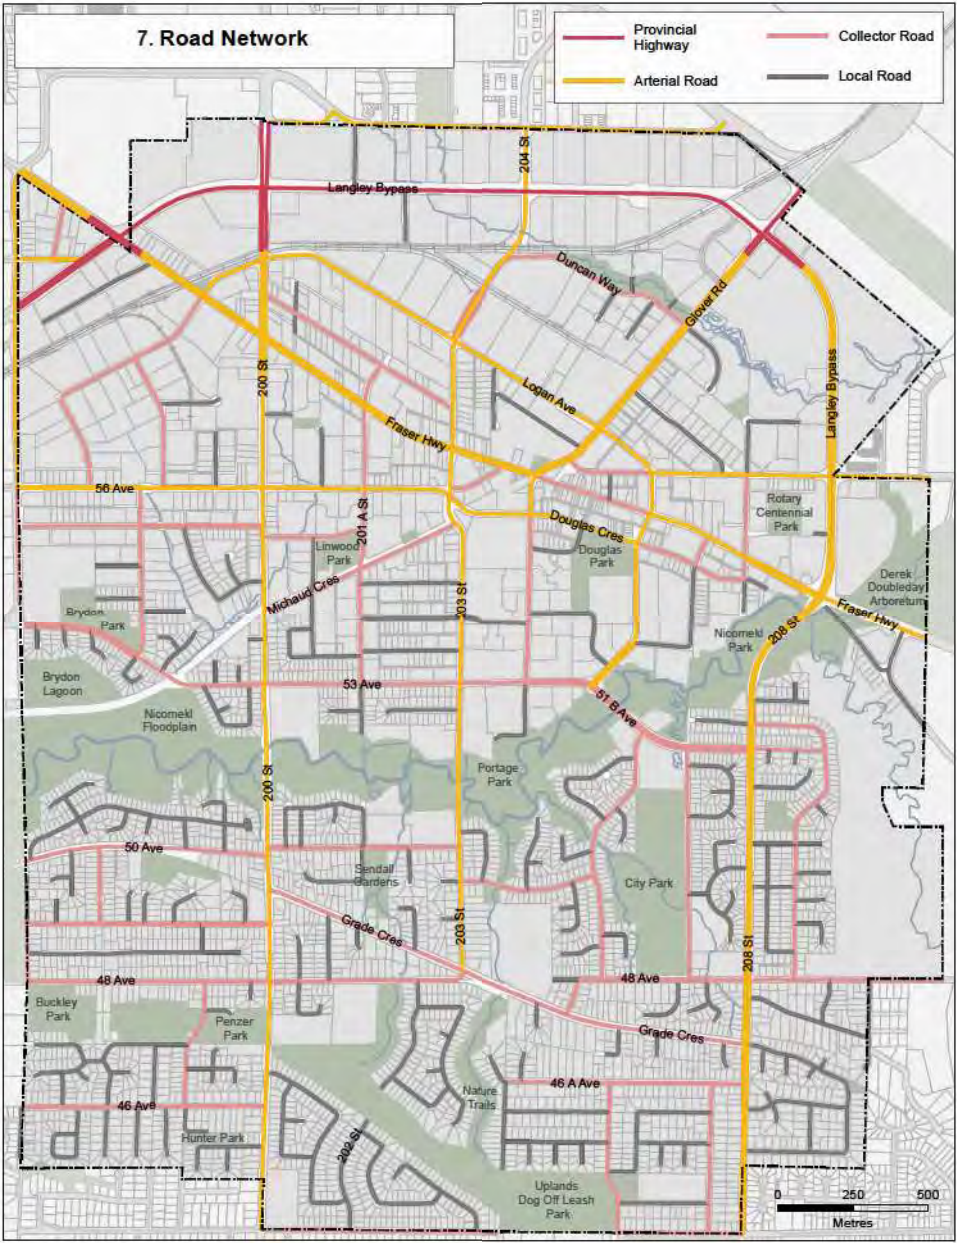 7. Road Network
Provincial
Highway
Collector Road
Arterial Road
Local Road
204 St
Langley Bypass
Duncan Way
Glover Rd
200 St
Logan Ave
Langley Bypass
Fraser Hwy
56 Ave
201 A St
Rotary
Centennial
Park
Douglas Cres
Linwood
Park
Douglas
Park
Derek
Doubleday
Arboretum
Michaud Cres
203 St
Fraser Hwy
Brydon
Park
208 St
Nicomekl
Park
Brydon
Lagoon
53 Ave
51 B Ave
Nicomekl
Floodplain
200 St
Portage
Park
50 Ave
Sendall
Gardens
City Park
Grade Cres
203 St
208 St
48 Ave
48 Ave
Buckley
Park
Penzer
Park
Grade Cres
46 A Ave
Nature
Trails
46 Ave
Hunter Park
202 St
Uplands
Dog Off Leash
Park
0 250 500
Metres